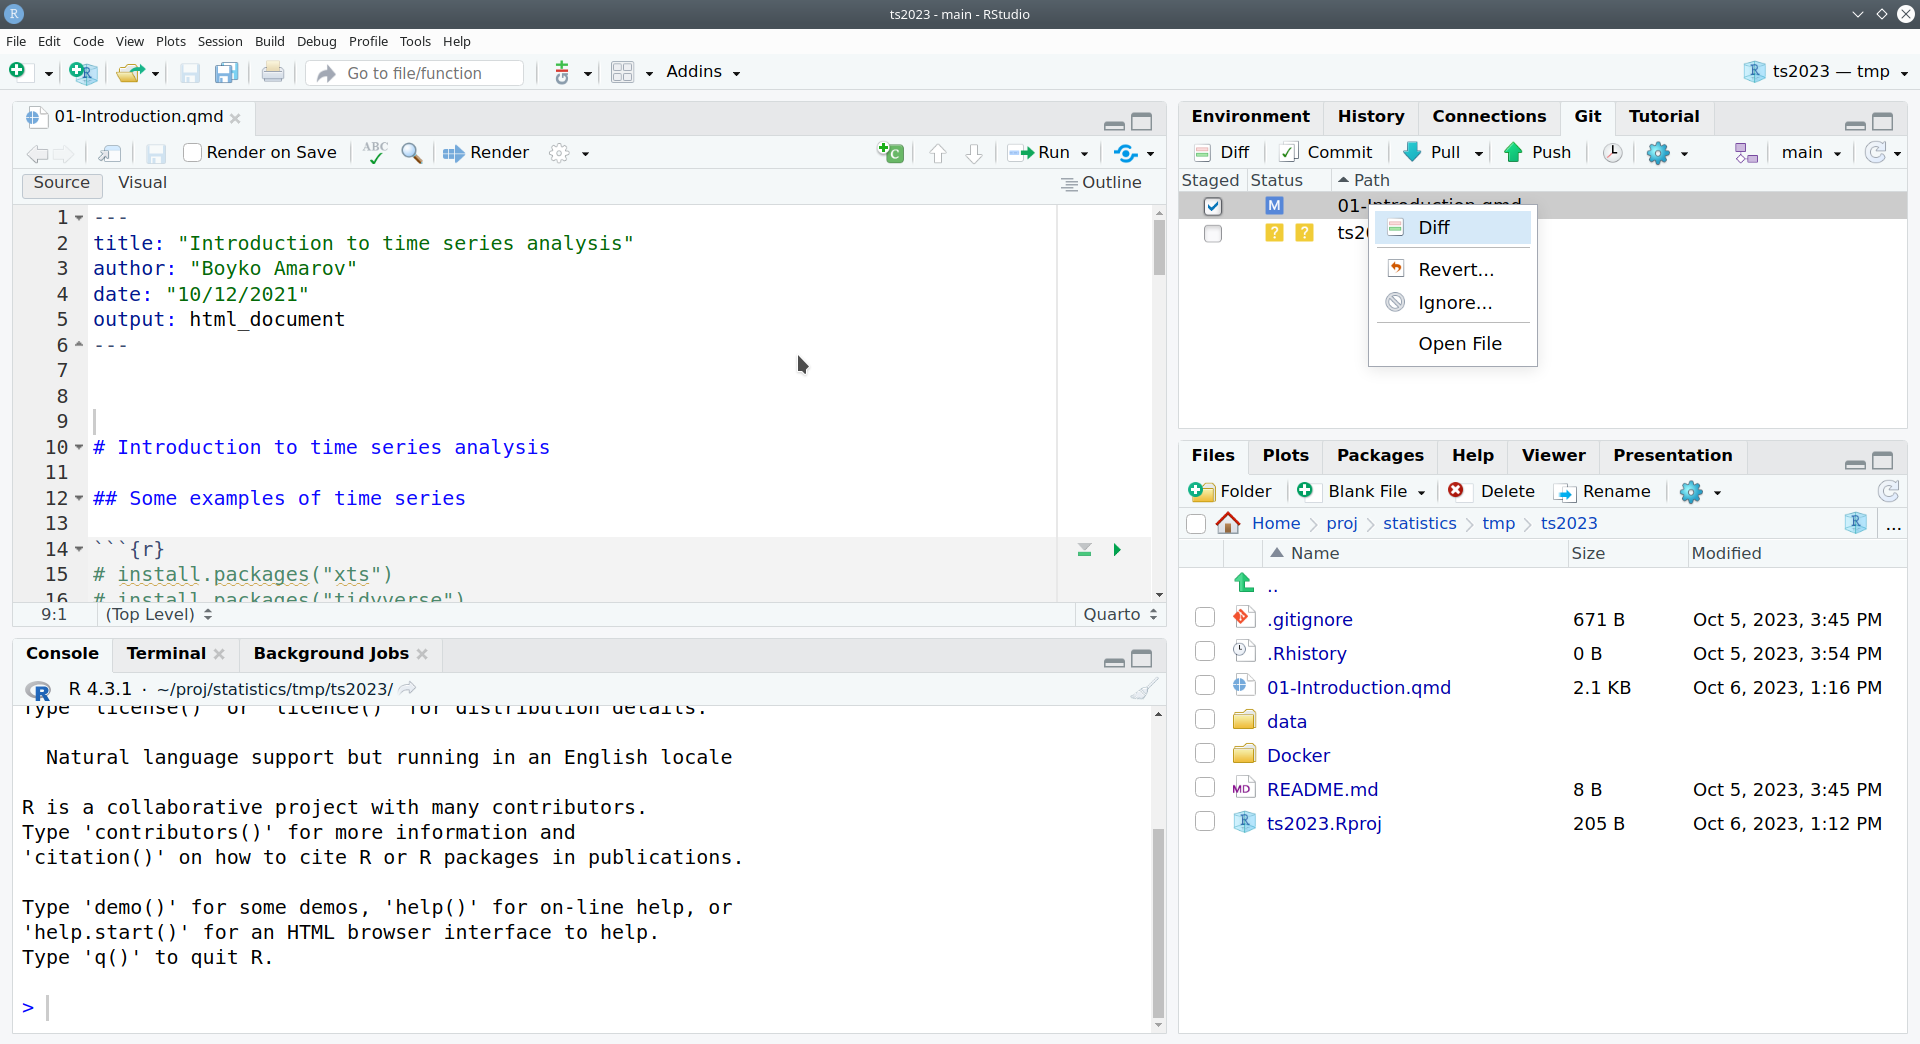 ts2023 - main - RStudio
File Edit Code View Plots Session Build Debug Profile Tools Help
Go to file/function Addins ts2023 — tmp
01-Introduction.qmd
Render on Save ABC Render Run
Source Visual Outline
1 ---
2 title: "Introduction to time series analysis"
3 author: "Boyko Amarov"
4 date: "10/12/2021"
5 output: html_document
6 ---
7
8
9
10 # Introduction to time series analysis
11
12 ## Some examples of time series
13
14 ```{r}
15 # install.packages("xts")
16 # install.packages("tidyverse")
9:1 (Top Level) Quarto
Console Terminal Background Jobs
R 4.3.1 · ~/proj/statistics/tmp/ts2023/
Type 'license()' or 'licence()' for distribution details.
Natural language support but running in an English locale
R is a collaborative project with many contributors.
Type 'contributors()' for more information and
'citation()' on how to cite R or R packages in publications.
Type 'demo()' for some demos, 'help()' for on-line help, or
'help.start()' for an HTML browser interface to help.
Type 'q()' to quit R.
>
Environment History Connections Git Tutorial
Diff Commit Pull Push main
Staged Status Path
M 01-Introduction.qmd
? ? ts20
Diff
Revert...
Ignore...
Open File
Files Plots Packages Help Viewer Presentation
Folder Blank File Delete Rename
Home proj statistics tmp ts2023 ...
Name Size Modified
..
.gitignore 671 B Oct 5, 2023, 3:45 PM
.Rhistory 0 B Oct 5, 2023, 3:54 PM
01-Introduction.qmd 2.1 KB Oct 6, 2023, 1:16 PM
data
Docker
MD README.md 8 B Oct 5, 2023, 3:45 PM
ts2023.Rproj 205 B Oct 6, 2023, 1:12 PM